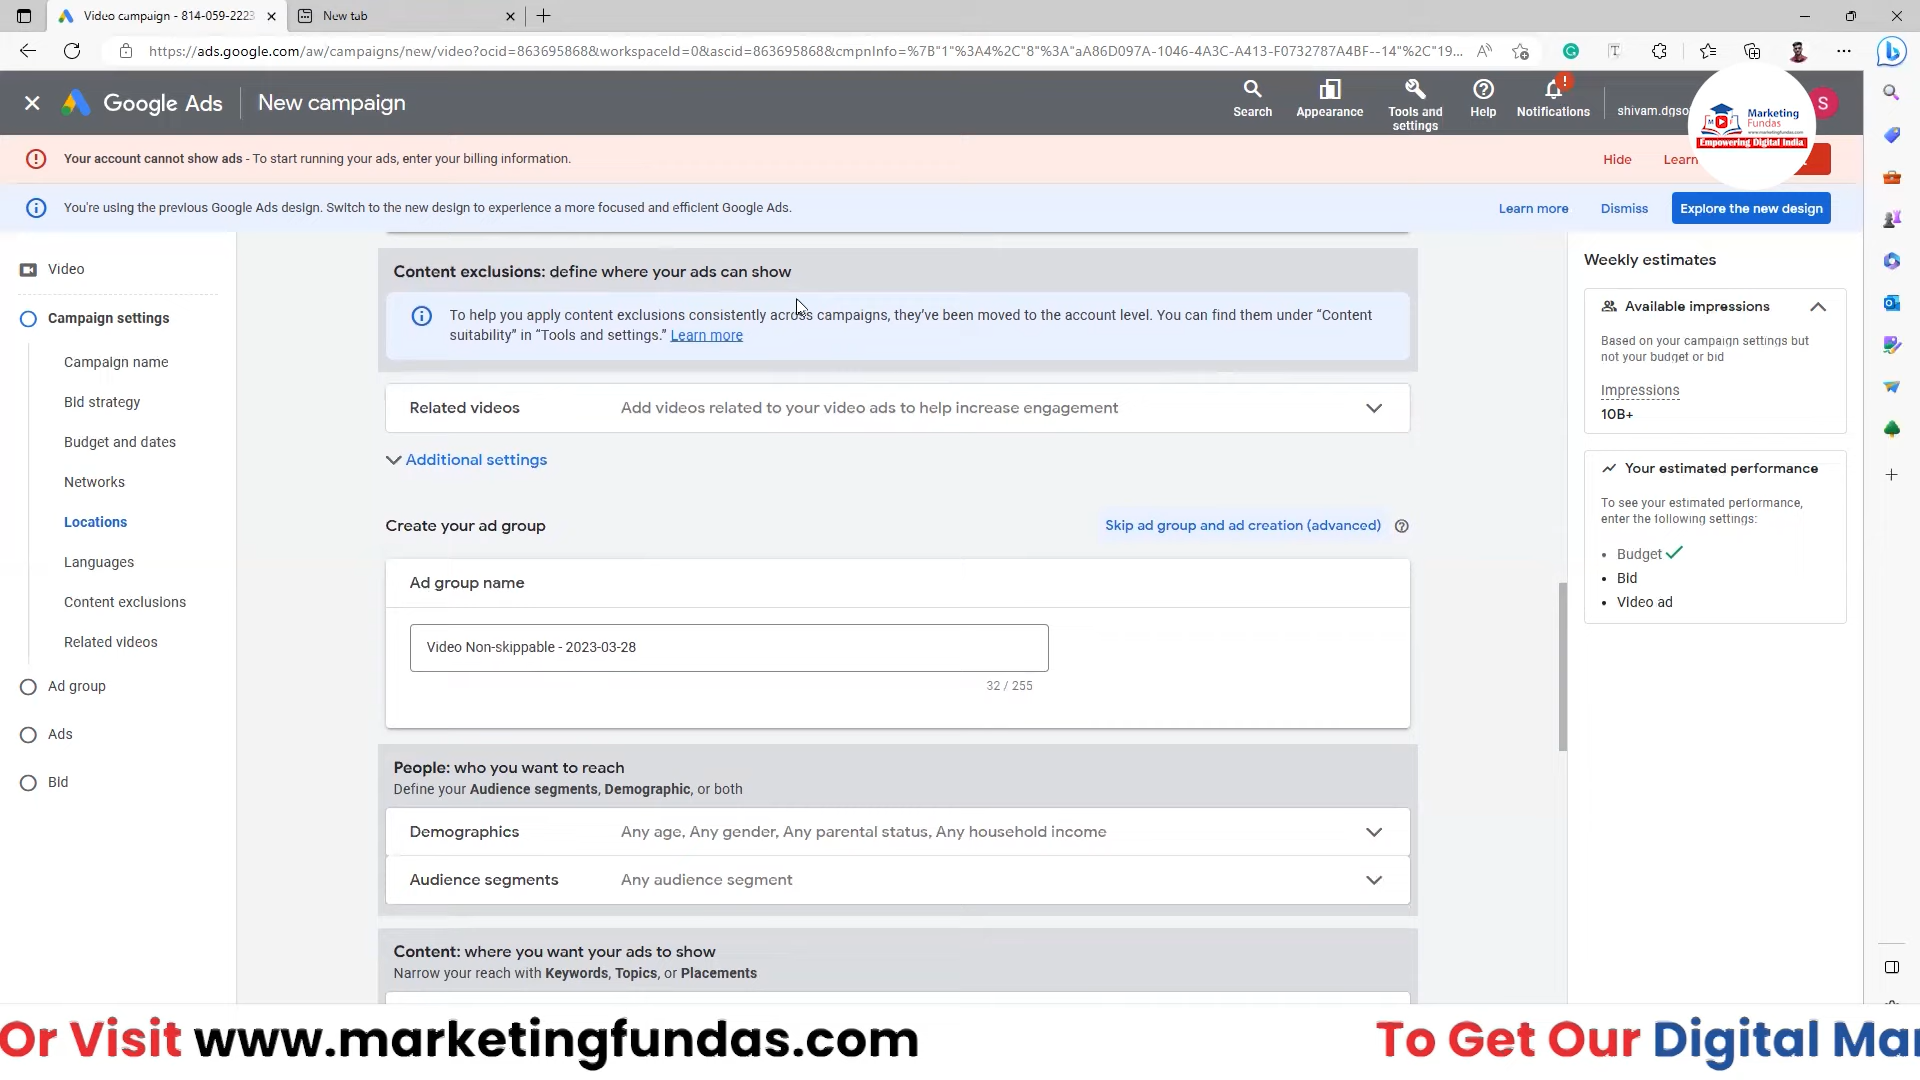 Video campaign - 814-059-2223
New tab
https://ads.google.com/aw/campaigns/new/video?ocid=863695868&workspaceId=0&ascid=863695868&cmpnInfo=%7B"1"%3A4%2C"8"%3A"aA86D097A-1046-4A3C-A413-F0732787A4BF--14"%2C"19...
Google Ads
New campaign
Search
Appearance
Tools and
settings
Help
Notifications
shivam.dgso
S
Marketing
Fundas
www.marketingfundas.com
Empowering Digital India
Your account cannot show ads - To start running your ads, enter your billing information.
Hide
Learn
You're using the previous Google Ads design. Switch to the new design to experience a more focused and efficient Google Ads.
Learn more
Dismiss
Explore the new design
Video
Campaign settings
Campaign name
Bid strategy
Budget and dates
Networks
Locations
Languages
Content exclusions
Related videos
Ad group
Ads
Bid
Content exclusions: define where your ads can show
To help you apply content exclusions consistently across campaigns, they've been moved to the account level. You can find them under “Content
suitability” in “Tools and settings.” Learn more
Related videos
Add videos related to your video ads to help increase engagement
Additional settings
Create your ad group
Skip ad group and ad creation (advanced)
Ad group name
Video Non-skippable - 2023-03-28
32 / 255
People: who you want to reach
Define your Audience segments, Demographic, or both
Demographics
Any age, Any gender, Any parental status, Any household income
Audience segments
Any audience segment
Content: where you want your ads to show
Narrow your reach with Keywords, Topics, or Placements
Weekly estimates
Available impressions
Based on your campaign settings but
not your budget or bid
Impressions
10B+
Your estimated performance
To see your estimated performance,
enter the following settings:
• Budget
• Bid
• Video ad
Or Visit www.marketingfundas.com
To Get Our Digital Mar